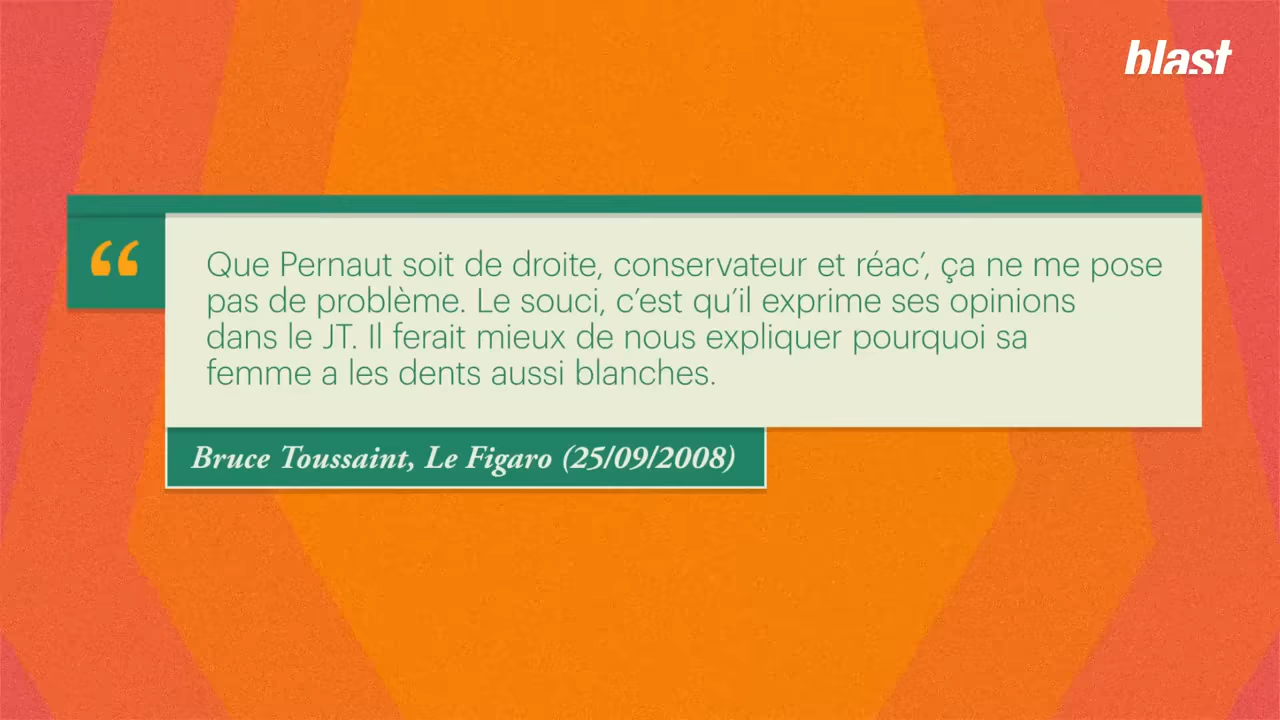 blast
“
Que Pernaut soit de droite, conservateur et réac’, ça ne me pose
pas de problème. Le souci, c’est qu’il exprime ses opinions
dans le JT. Il ferait mieux de nous expliquer pourquoi sa
femme a les dents aussi blanches.
Bruce Toussaint, Le Figaro (25/09/2008)